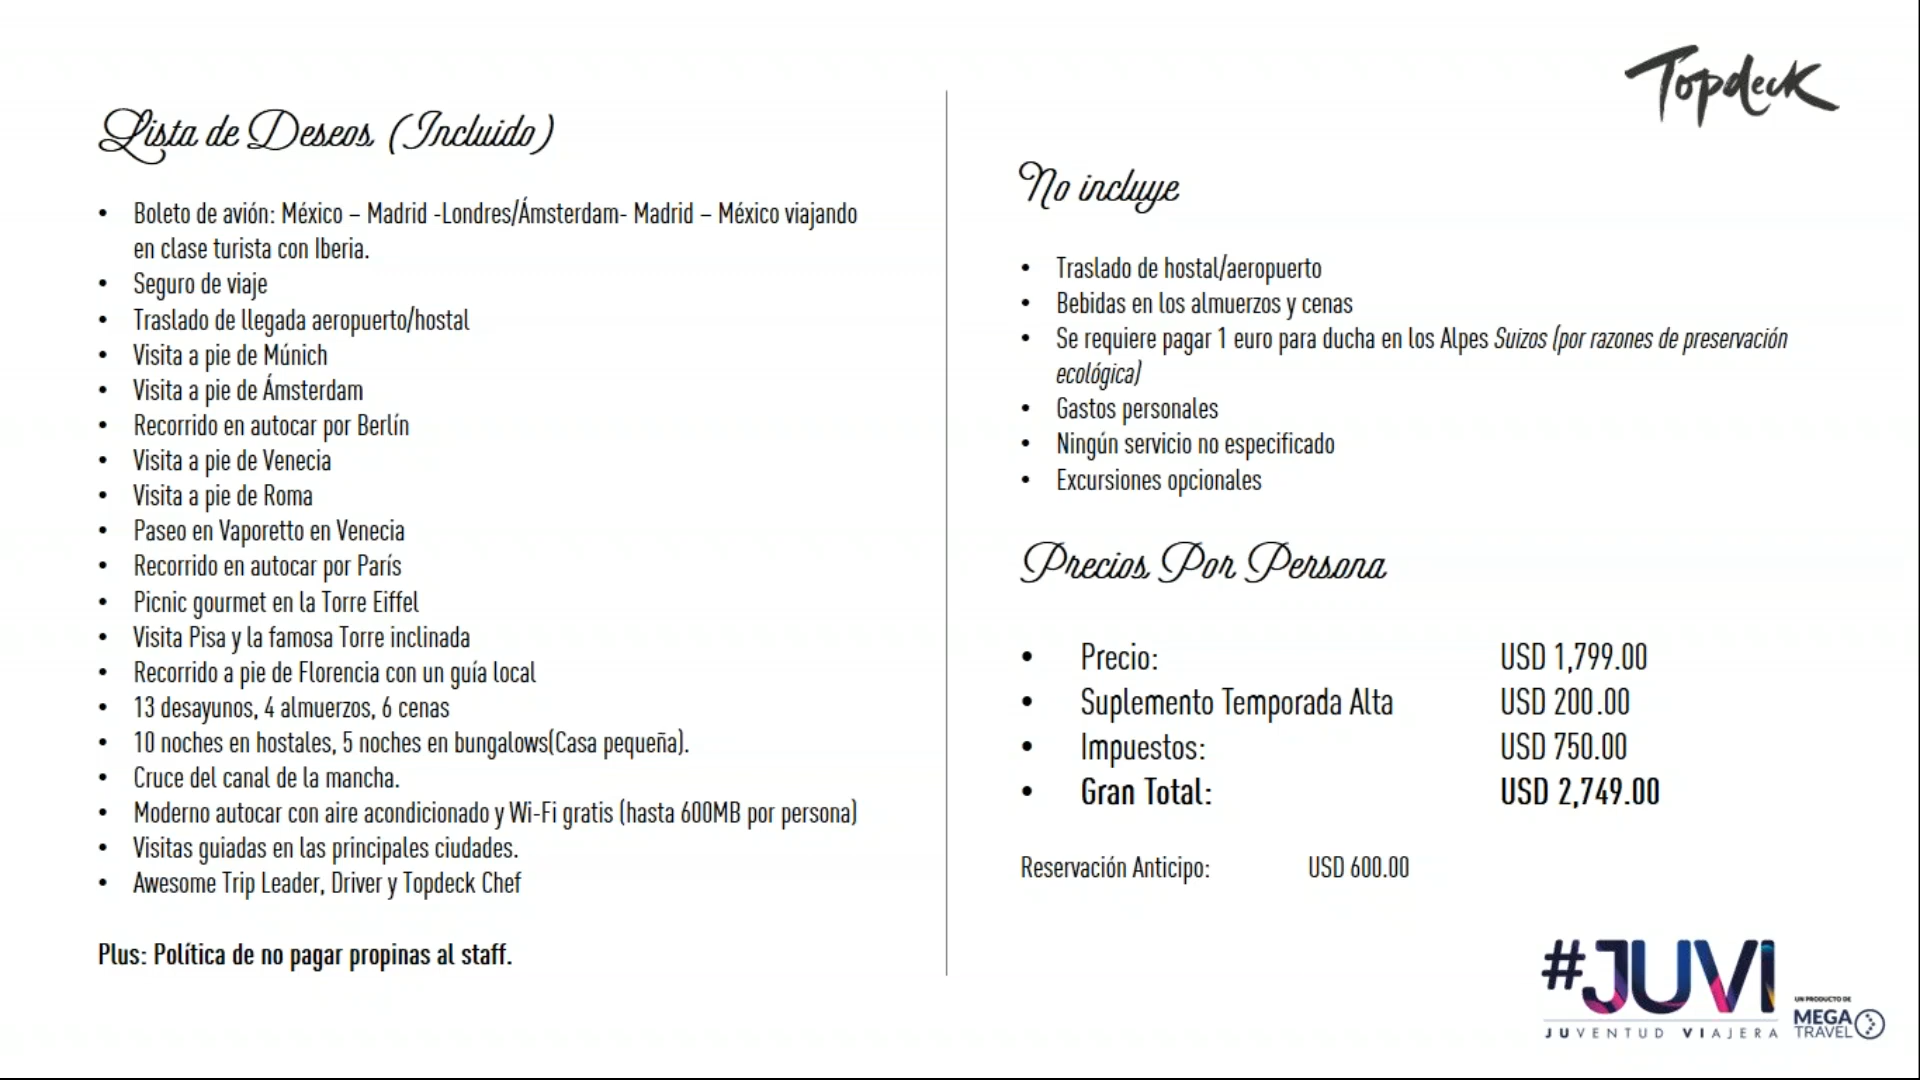 Topdeck
Lista de Deseos (Incluido)
• Boleto de avión: México – Madrid -Londres/Ámsterdam- Madrid – México viajando
en clase turista con Iberia.
• Seguro de viaje
• Traslado de llegada aeropuerto/hostal
• Visita a pie de Múnich
• Visita a pie de Ámsterdam
• Recorrido en autocar por Berlín
• Visita a pie de Venecia
• Visita a pie de Roma
• Paseo en Vaporetto en Venecia
• Recorrido en autocar por París
• Picnic gourmet en la Torre Eiffel
• Visita Pisa y la famosa Torre inclinada
• Recorrido a pie de Florencia con un guía local
• 13 desayunos, 4 almuerzos, 6 cenas
• 10 noches en hostales, 5 noches en bungalows(Casa pequeña).
• Cruce del canal de la mancha.
• Moderno autocar con aire acondicionado y Wi-Fi gratis (hasta 600MB por persona)
• Visitas guiadas en las principales ciudades.
• Awesome Trip Leader, Driver y Topdeck Chef
Plus: Política de no pagar propinas al staff.
No incluye
• Traslado de hostal/aeropuerto
• Bebidas en los almuerzos y cenas
• Se requiere pagar 1 euro para ducha en los Alpes Suizos (por razones de preservación
ecológica)
• Gastos personales
• Ningún servicio no especificado
• Excursiones opcionales
Precios Por Persona
• Precio: USD 1,799.00
• Suplemento Temporada Alta USD 200.00
• Impuestos: USD 750.00
• Gran Total: USD 2,749.00
Reservación Anticipo: USD 600.00
#JUVI
JUVENTUD VIAJERA
UN PRODUCTO DE
MEGA
TRAVEL